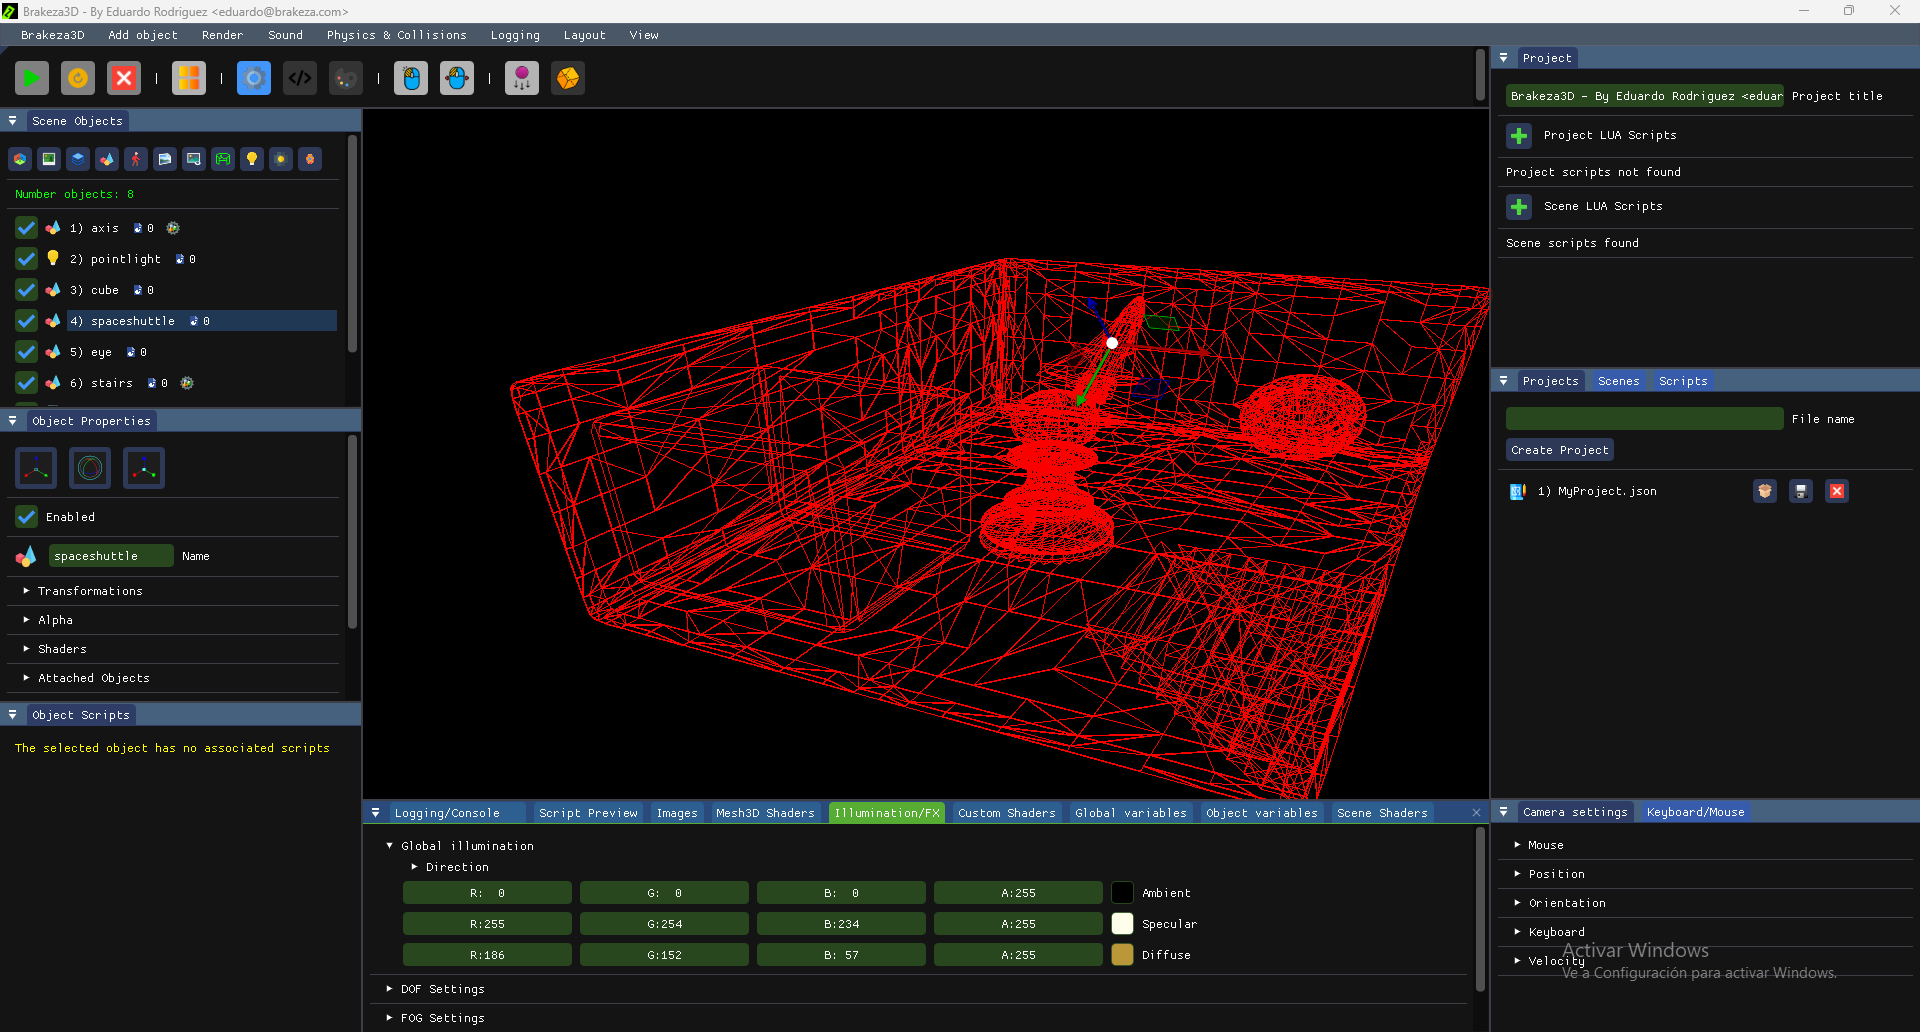 Brakeza3D - By Eduardo Rodriguez <eduardo@brakeza.com>
Brakeza3D Add object Render Sound Physics & Collisions Logging Layout View
Scene Objects
Number objects: 8
1) axis 0
2) pointlight 0
3) cube 0
4) spaceshuttle 0
5) eye 0
6) stairs 0
Object Properties
Enabled
spaceshuttle Name
Transformations
Alpha
Shaders
Attached Objects
Object Scripts
The selected object has no associated scripts
Logging/Console Script Preview Images Mesh3D Shaders Illumination/FX Custom Shaders Global variables Object variables Scene Shaders
Global illumination
Direction
R: 0 G: 0 B: 0 A:255 Ambient
R:255 G:254 B:234 A:255 Specular
R:186 G:152 B: 57 A:255 Diffuse
DOF Settings
FOG Settings
Project
Brakeza3D - By Eduardo Rodriguez <eduar Project title
Project LUA Scripts
Project scripts not found
Scene LUA Scripts
Scene scripts found
Projects Scenes Scripts
File name
Create Project
1) MyProject.json
Camera settings Keyboard/Mouse
Mouse
Position
Orientation
Keyboard
Velocity
Activar Windows
Ve a Configuración para activar Windows.